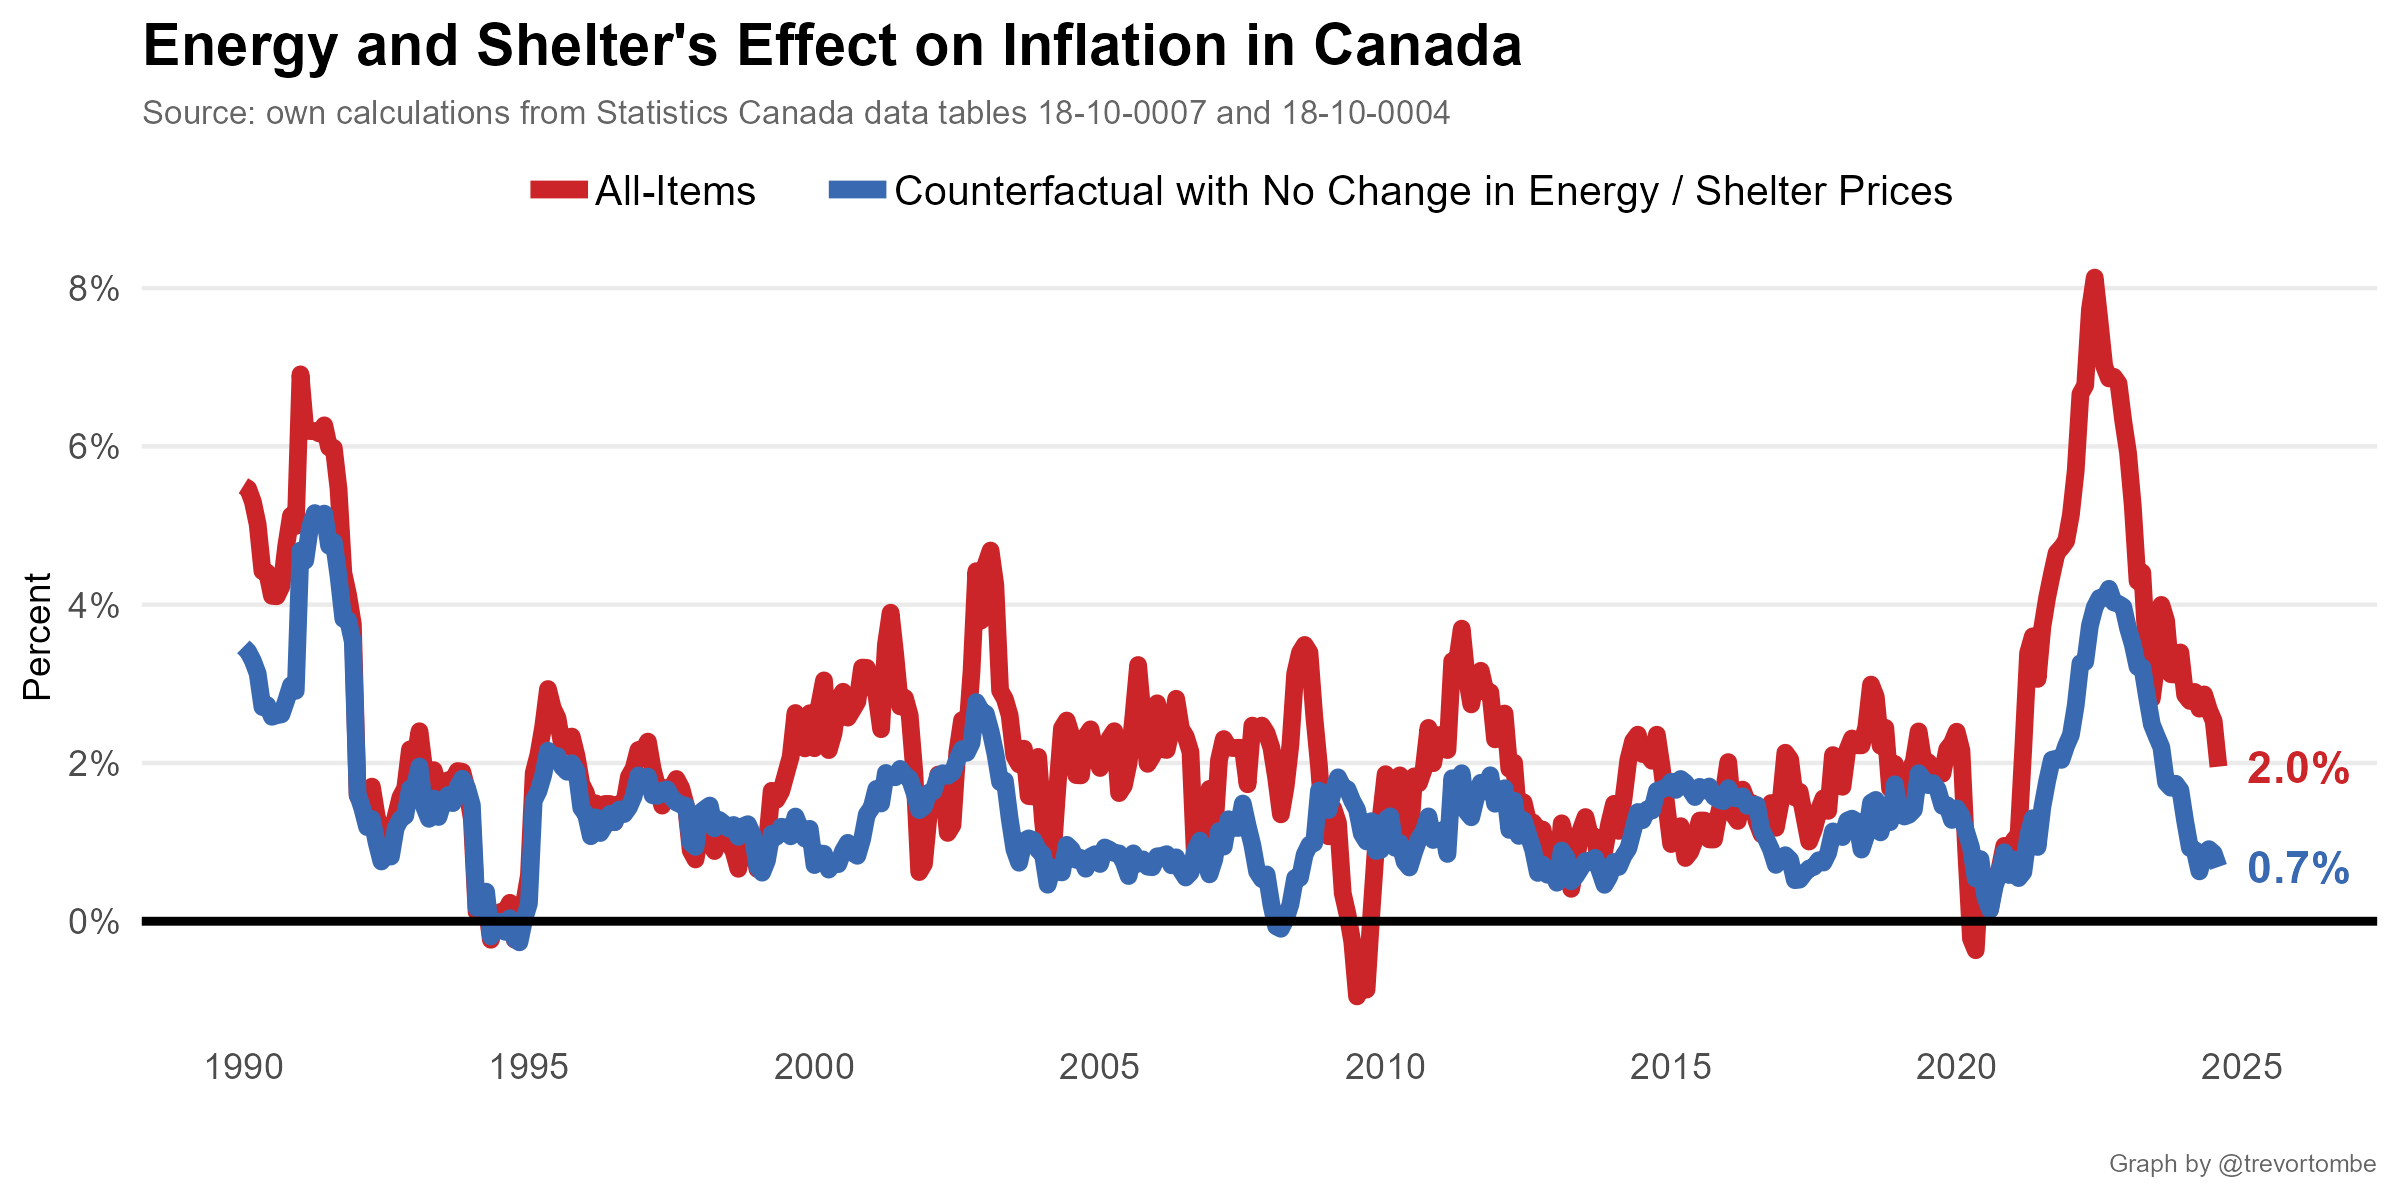 Energy and Shelter's Effect on Inflation in Canada
Source: own calculations from Statistics Canada data tables 18-10-0007 and 18-10-0004
All-Items
Counterfactual with No Change in Energy / Shelter Prices
Percent
8%
6%
4%
2%
0%
2.0%
0.7%
1990
1995
2000
2005
2010
2015
2020
2025
Graph by @trevortombe